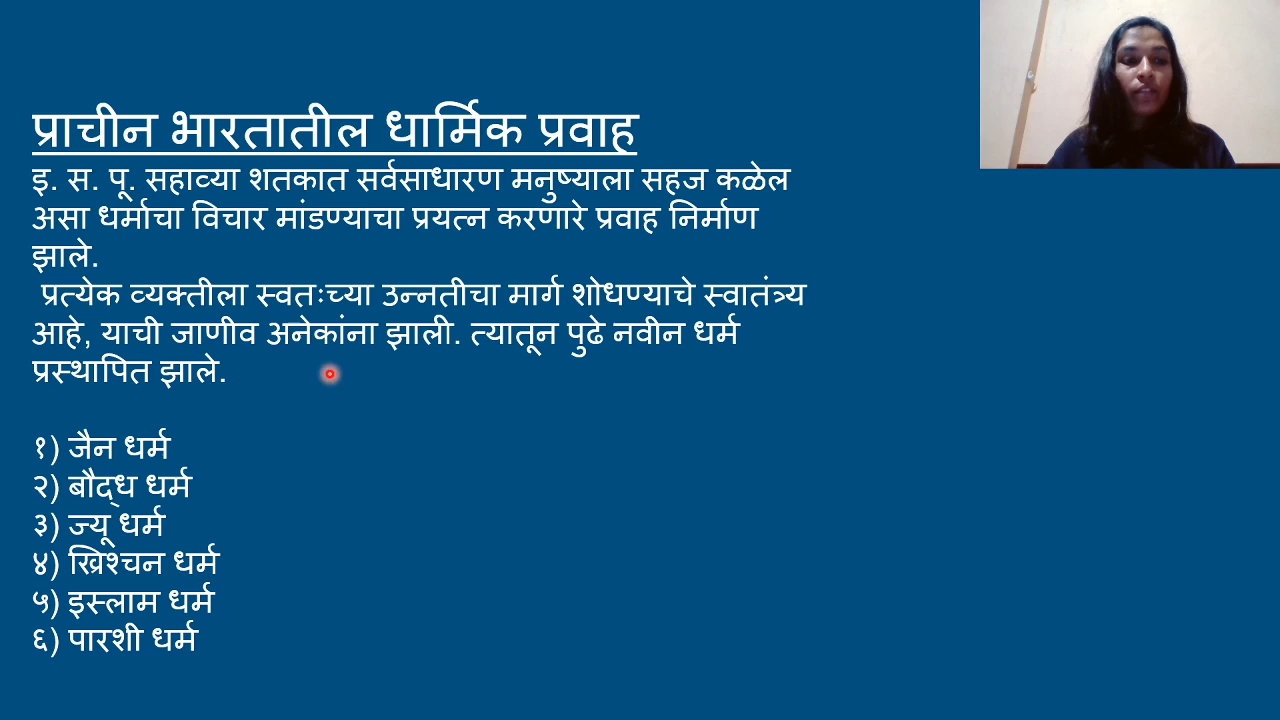 प्राचीन भारतातील धार्मिक प्रवाह
इ. स. पू. सहाव्या शतकात सर्वसाधारण मनुष्याला सहज कळेल
असा धर्माचा विचार मांडण्याचा प्रयत्न करणारे प्रवाह निर्माण
झाले.
प्रत्येक व्यक्तीला स्वतःच्या उन्नतीचा मार्ग शोधण्याचे स्वातंत्र्य
आहे, याची जाणीव अनेकांना झाली. त्यातून पुढे नवीन धर्म
प्रस्थापित झाले.
१) जैन धर्म
२) बौद्ध धर्म
३) ज्यू धर्म
४) ख्रिश्चन धर्म
५) इस्लाम धर्म
६) पारशी धर्म